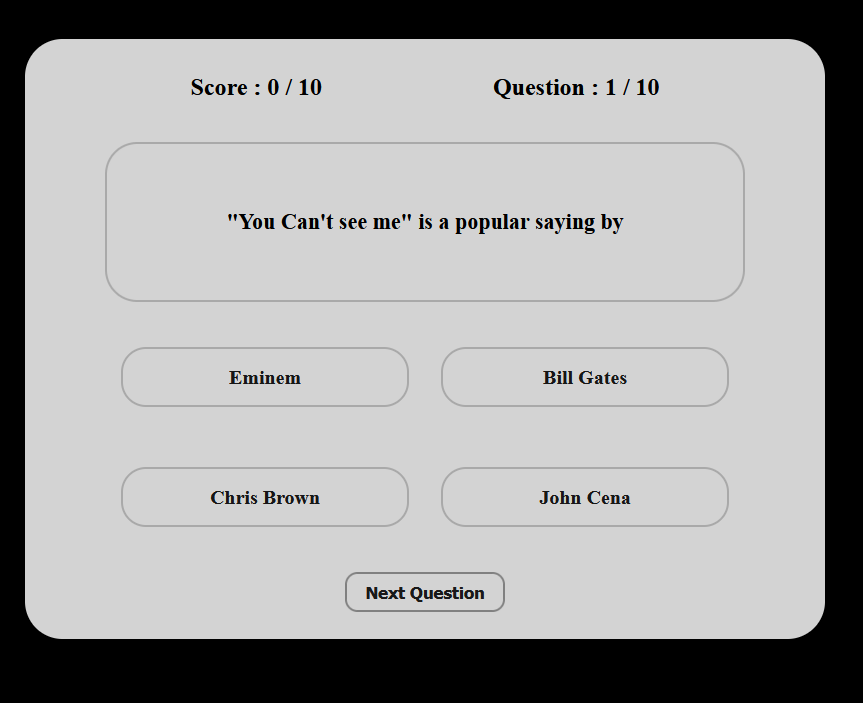 Score : 0 / 10
Question : 1 / 10
"You Can't see me" is a popular saying by
Eminem
Bill Gates
Chris Brown
John Cena
Next Question